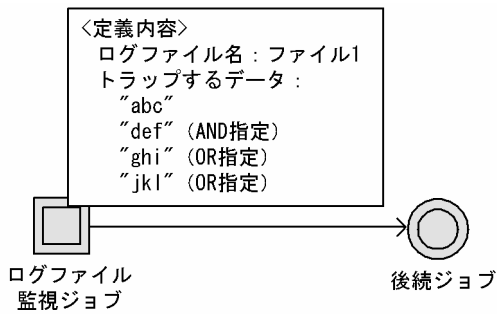 〈定義内容〉
ログファイル名：ファイル1
トラップするデータ：
"abc"
"def"（AND指定）
"ghi"（OR指定）
"jkl"（OR指定）
ログファイル
監視ジョブ
後続ジョブ